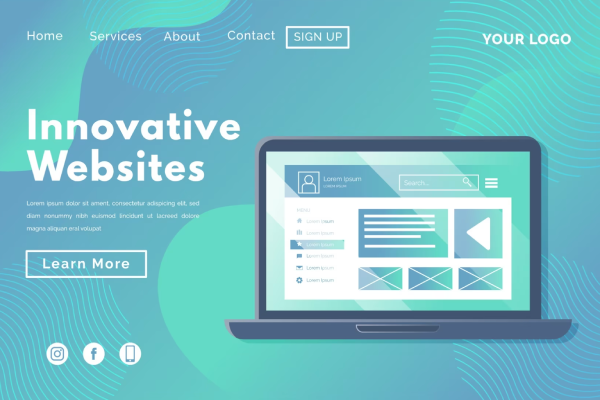 Home Services About Contact SIGN UP YOUR LOGO
Innovative
Websites
Lorem ipsum dolor sit amet, consectetur adipiscing elit, sed
diam nonummy nibh euismod tincidunt ut lacreed dolore
magna aliquam erat volutpat
Learn More
Lorem Ipsum
LOREM IPSUM
Search...
MENU
Lorem Ipsum
Lorem Ipsum
Lorem Ipsum
Lorem Ipsum
Lorem Ipsum
Lorem Ipsum